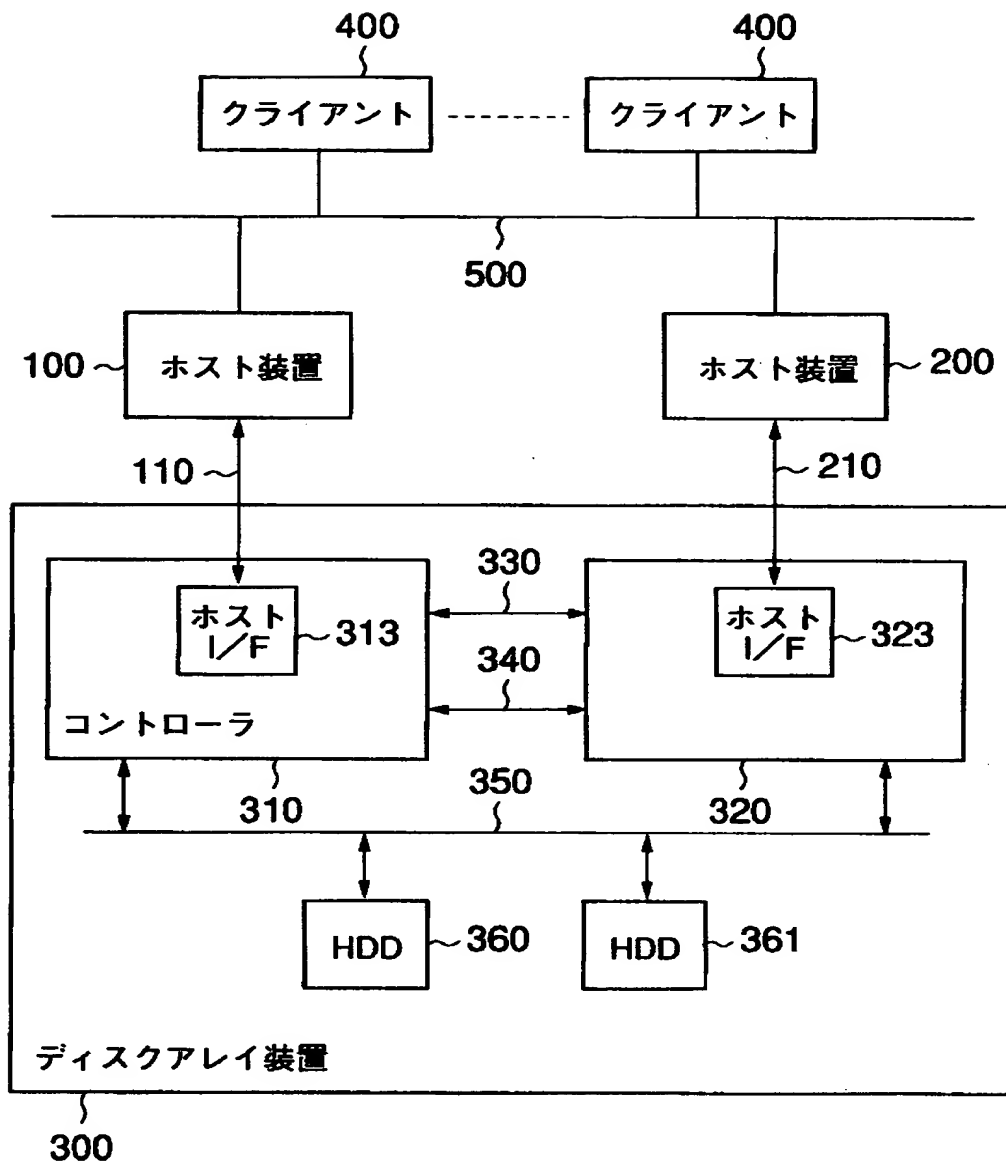 400 400
クライアント クライアント
500
100 ホスト装置 ホスト装置 200
110 210
330
ホスト
I/F 313
ホスト
I/F 323
340
コントローラ
310 350 320
HDD 360 HDD 361
ディスクアレイ装置
300